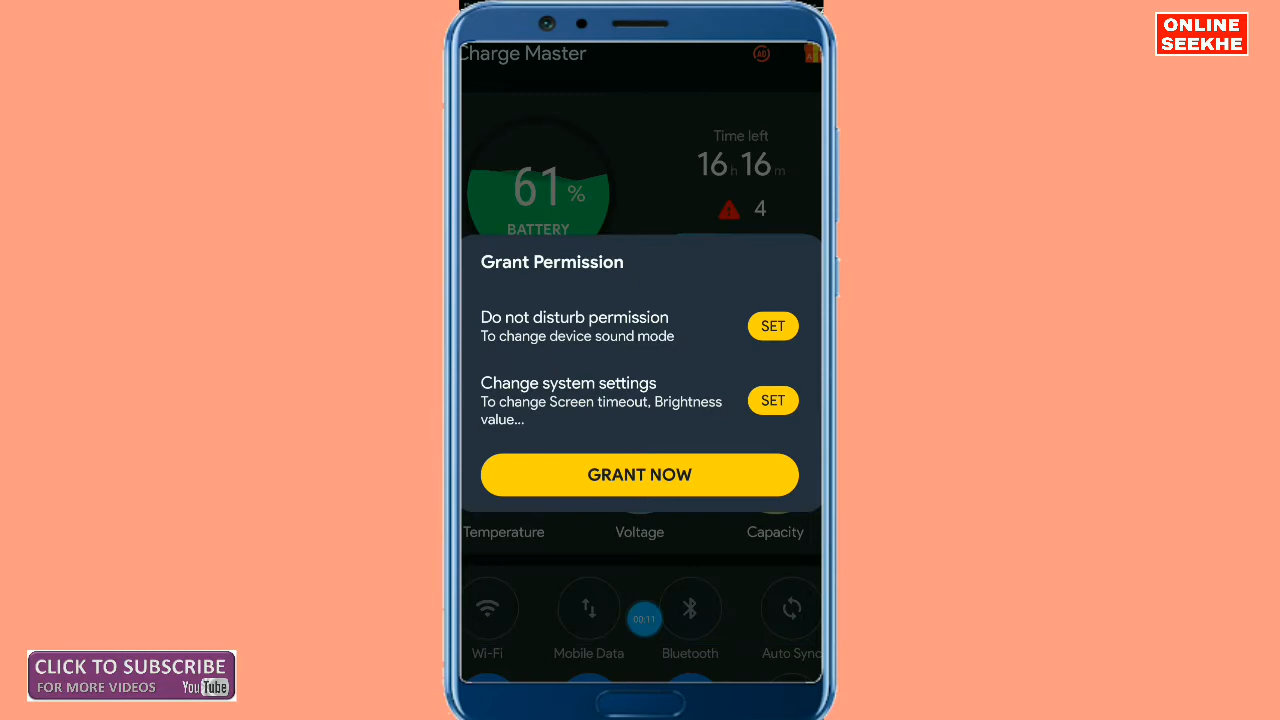 ONLINE
SEEKHE
Charge Master
AD
Time left
16 h 16 m
61 %
4
BATTERY
Grant Permission
Do not disturb permission
To change device sound mode
SET
Change system settings
To change Screen timeout, Brightness
value...
SET
GRANT NOW
Temperature
Voltage
Capacity
00:11
Wi-Fi
Mobile Data
Bluetooth
Auto Sync
CLICK TO SUBSCRIBE
FOR MORE VIDEOS
YouTube